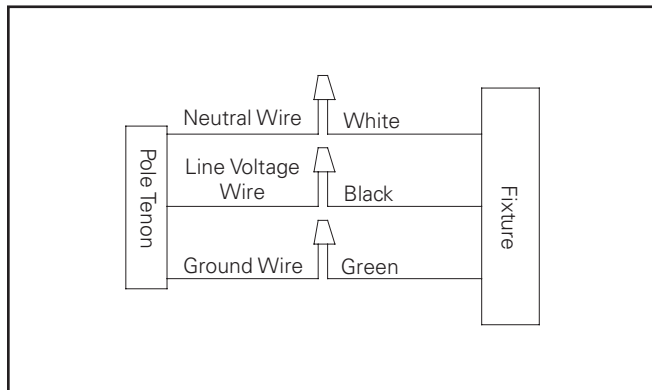 Neutral Wire
White
Pole Tenon
Line Voltage
Wire
Black
Fixture
Ground Wire
Green